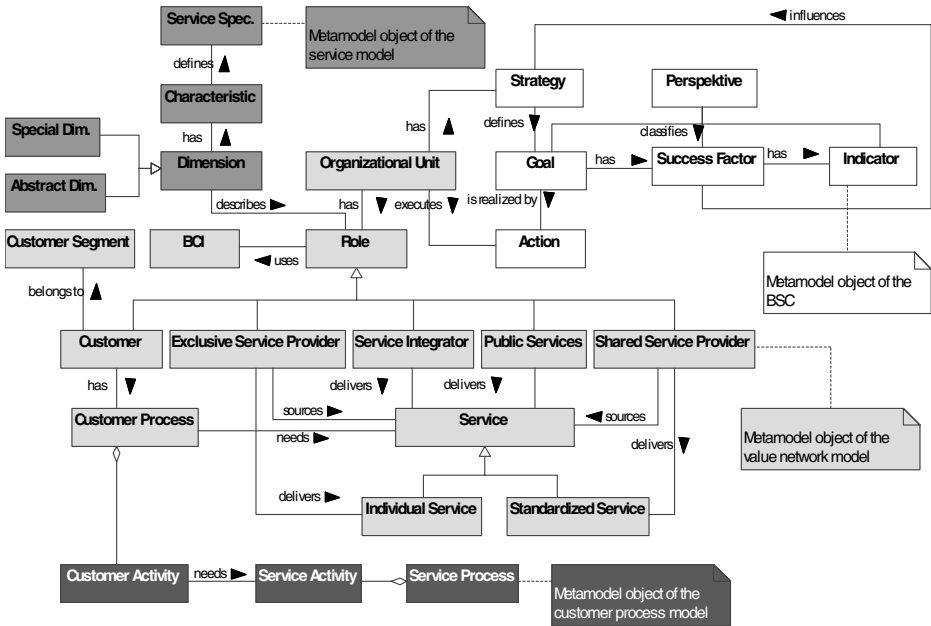 Service Spec.
Metamodel object of the
service model
influences
defines
Strategy
Perspektive
Characteristic
has
has
defines
classifies
Special Dim.
Dimension
Organizational Unit
Goal
has
Success Factor
has
Indicator
Abstract Dim.
describes
has
executes
is realized by
Customer Segment
BCI
Role
Action
uses
Metamodel object of the
BSC
belongs to
Customer
Exclusive Service Provider
Service Integrator
Public Services
Shared Service Provider
has
delivers
delivers
Customer Process
sources
Service
sources
needs
delivers
Metamodel object of the
value network model
delivers
Individual Service
Standardized Service
Customer Activity
needs
Service Activity
Service Process
Metamodel object of the
customer process model